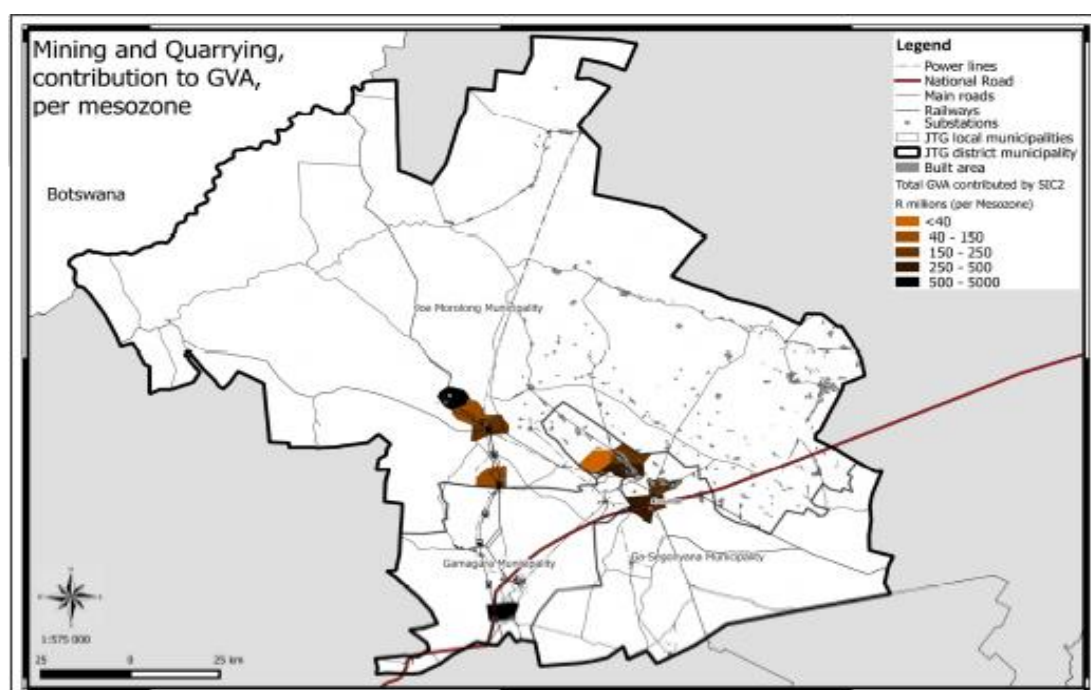 Mining and Quarrying,
contribution to GVA,
per mesozone
Legend
Power lines
National Road
Main roads
Railways
Substations
JTG local municipalities
JTG district municipality
Built area
Total GVA contributed by SIC2
R millions (per Mesozone)
<40
40 - 150
150 - 250
250 - 500
500 - 5000
Botswana
Joe Morolong Municipality
Gamagara Municipality
Ga-Segonyana Municipality
1:575 000
25 0 25 km